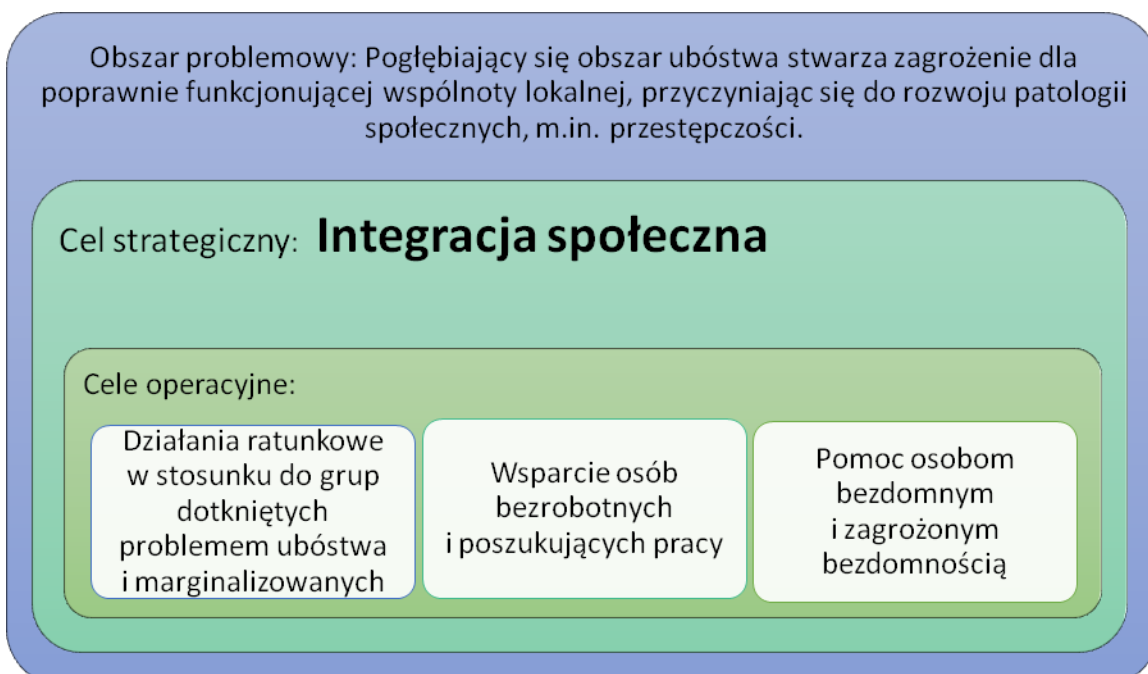 Obszar problemowy: Pogłębiający się obszar ubóstwa stwarza zagrożenie dla
poprawnie funkcjonującej wspólnoty lokalnej, przyczyniając się do rozwoju patologii
społecznych, m.in. przestępczości.
Cel strategiczny: Integracja społeczna
Cele operacyjne:
Działania ratunkowe
w stosunku do grup
dotkniętych
problemem ubóstwa
i marginalizowanych
Wsparcie osób
bezrobotnych
i poszukujących pracy
Pomoc osobom
bezdomnym
i zagrożonym
bezdomnością